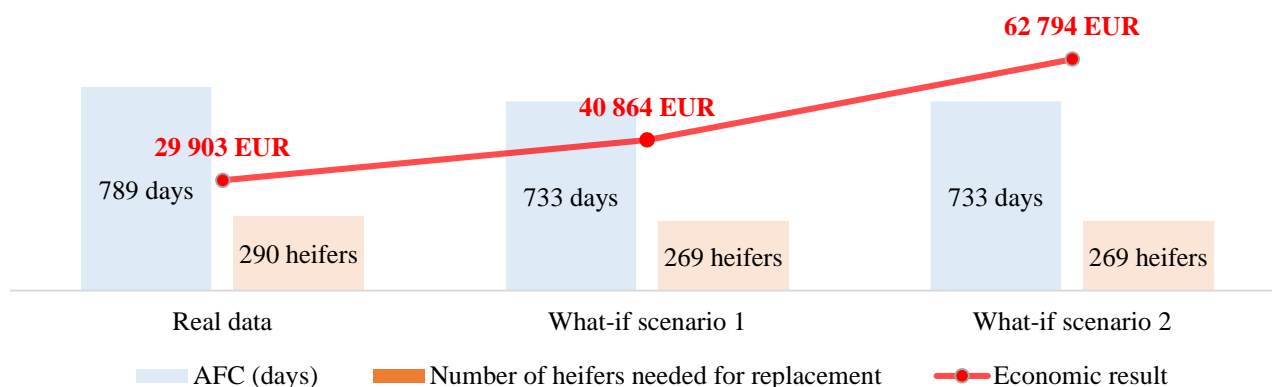 62 794 EUR
40 864 EUR
29 903 EUR
789 days
733 days
733 days
290 heifers
269 heifers
269 heifers
Real data
What-if scenario 1
What-if scenario 2
AFC (days)
Number of heifers needed for replacement
Economic result